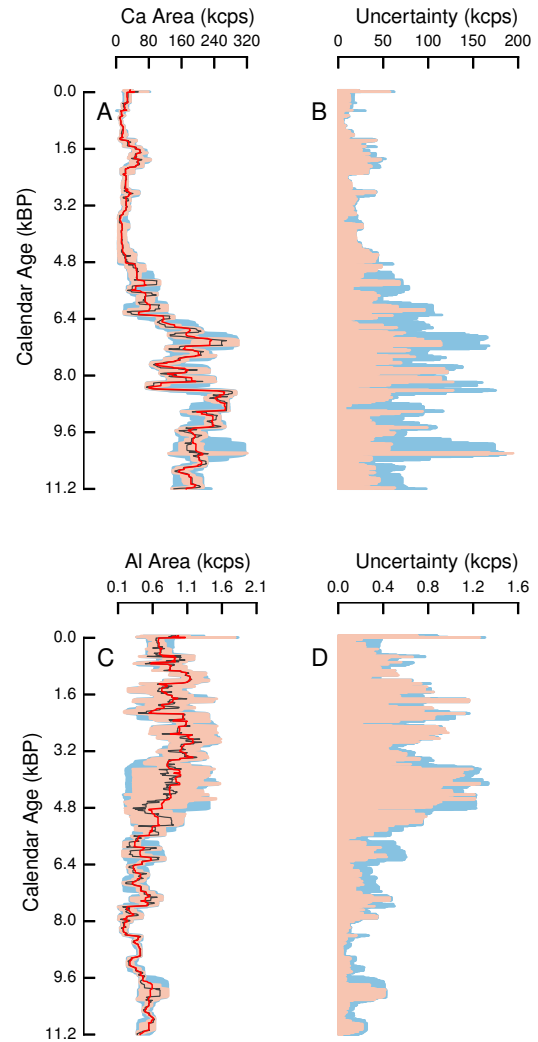 Ca Area (kcps) Uncertainty (kcps)
0 80 160 240 320 0 50 100 150 200
A B
0.0
1.6
3.2
4.8
6.4
8.0
9.6
11.2
Calendar Age (kBP)
Al Area (kcps) Uncertainty (kcps)
0.1 0.6 1.1 1.6 2.1 0.0 0.4 0.8 1.2 1.6
C D
0.0
1.6
3.2
4.8
6.4
8.0
9.6
11.2
Calendar Age (kBP)